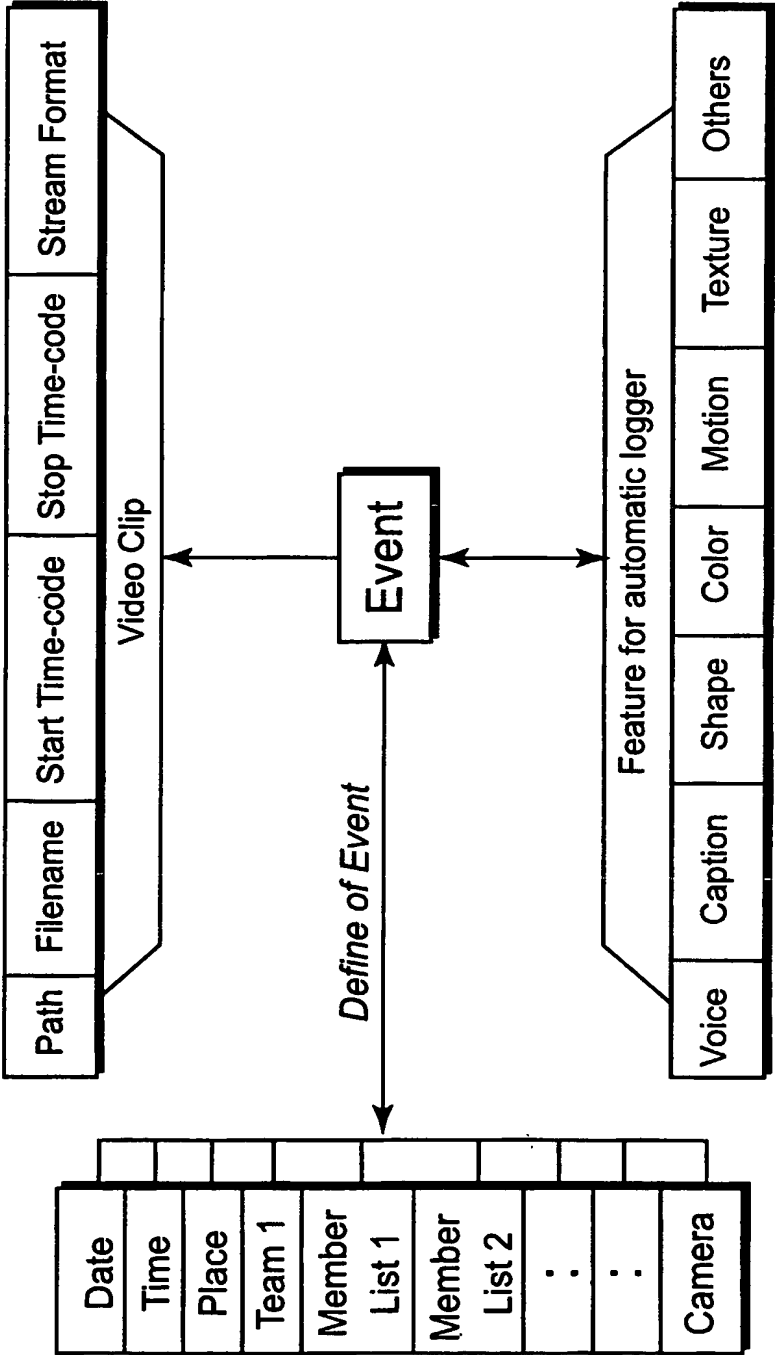 Date
Time
Place
Team 1
Member
List 1
Member
List 2
. .
. .
Camera
Define of Event
Path
Filename
Start Time-code
Stop Time-code
Stream Format
Video Clip
Event
Feature for automatic logger
Voice
Caption
Shape
Color
Motion
Texture
Others